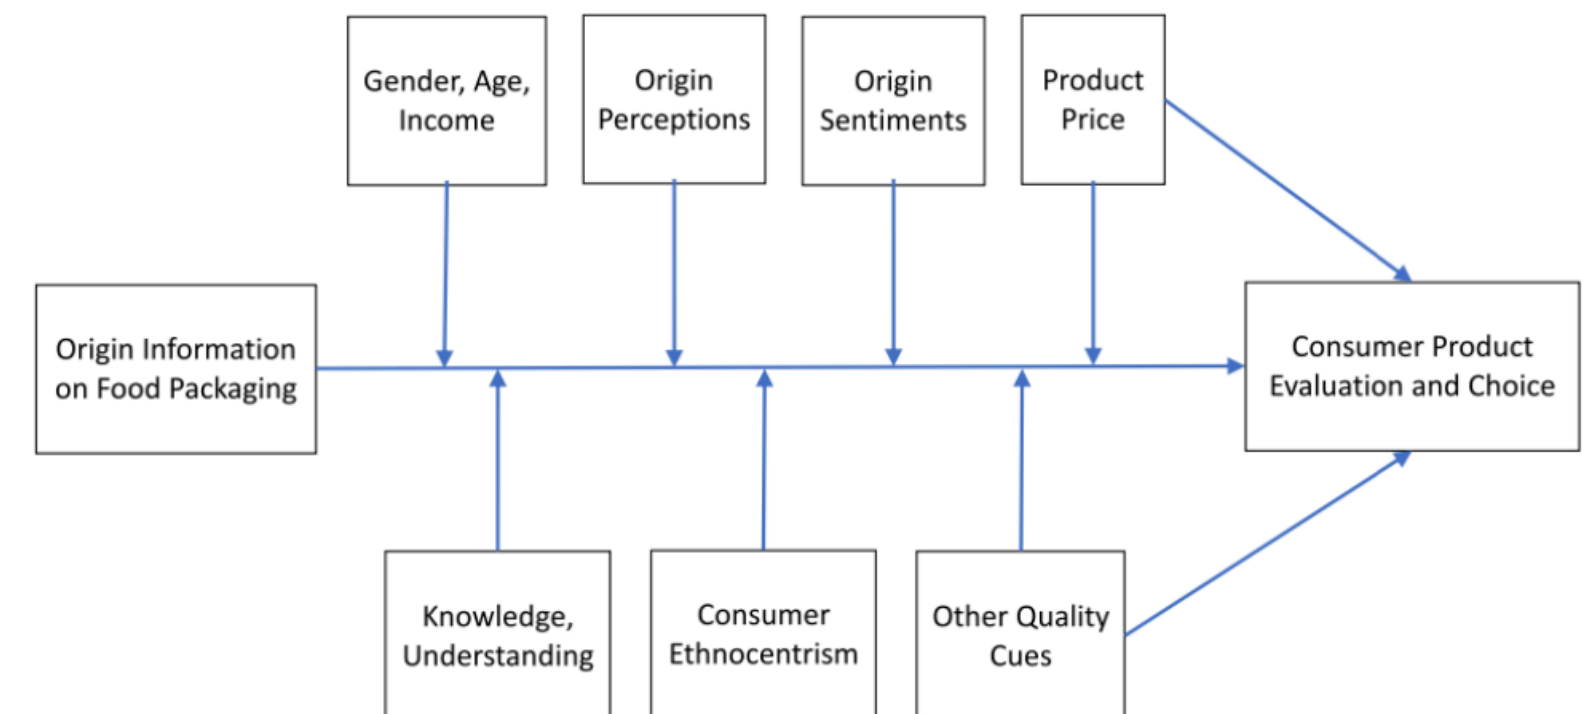 Gender, Age,
Income
Origin
Perceptions
Origin
Sentiments
Product
Price
Origin Information
on Food Packaging
Consumer Product
Evaluation and Choice
Knowledge,
Understanding
Consumer
Ethnocentrism
Other Quality
Cues